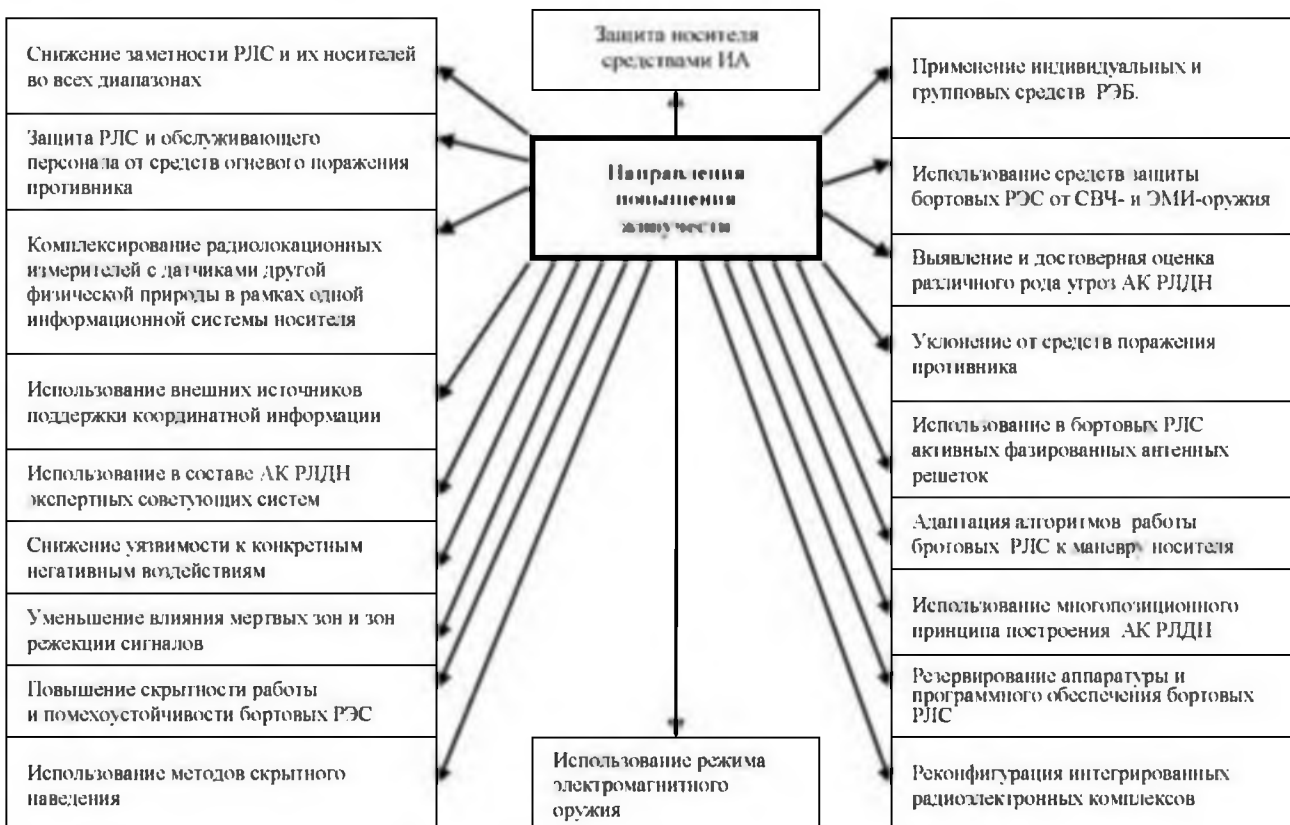 Снижение заметности РЛС и их носителей
во всех диапазонах
Защита РЛС и обслуживающего
персонала от средств огневого поражения
противника
Комплексирование радиолокационных
измерителей с датчиками другой
физической природы в рамках одной
информационной системы носителя
Использование внешних источников
поддержки координатной информации
Использование в составе АК РЛДН
экспертных советующих систем
Снижение уязвимости к конкретным
негативным воздействиям
Уменьшение влияния мертвых зон и зон
режекции сигналов
Повышение скрытности работы
и помехоустойчивости бортовых РЭС
Использование методов скрытного
наведения
Защита носителя
средствами ИА
Направления
повышения
живучести
Использование режима
электромагнитного
оружия
Применение индивидуальных и
групповых средств РЭБ.
Использование средств защиты
бортовых РЭС от СВЧ- и ЭМИ-оружия
Выявление и достоверная оценка
различного рода угроз АК РЛДН
Уклонение от средств поражения
противника
Использование в бортовых РЛС
активных фазированных антенных
решеток
Адаптация алгоритмов работы
бротовых РЛС к маневру носителя
Использование многопозиционного
принципа построения АК РЛДН
Резервирование аппаратуры и
программного обеспечения бортовых
РЛС
Реконфигурация интегрированных
радиоэлектронных комплексов